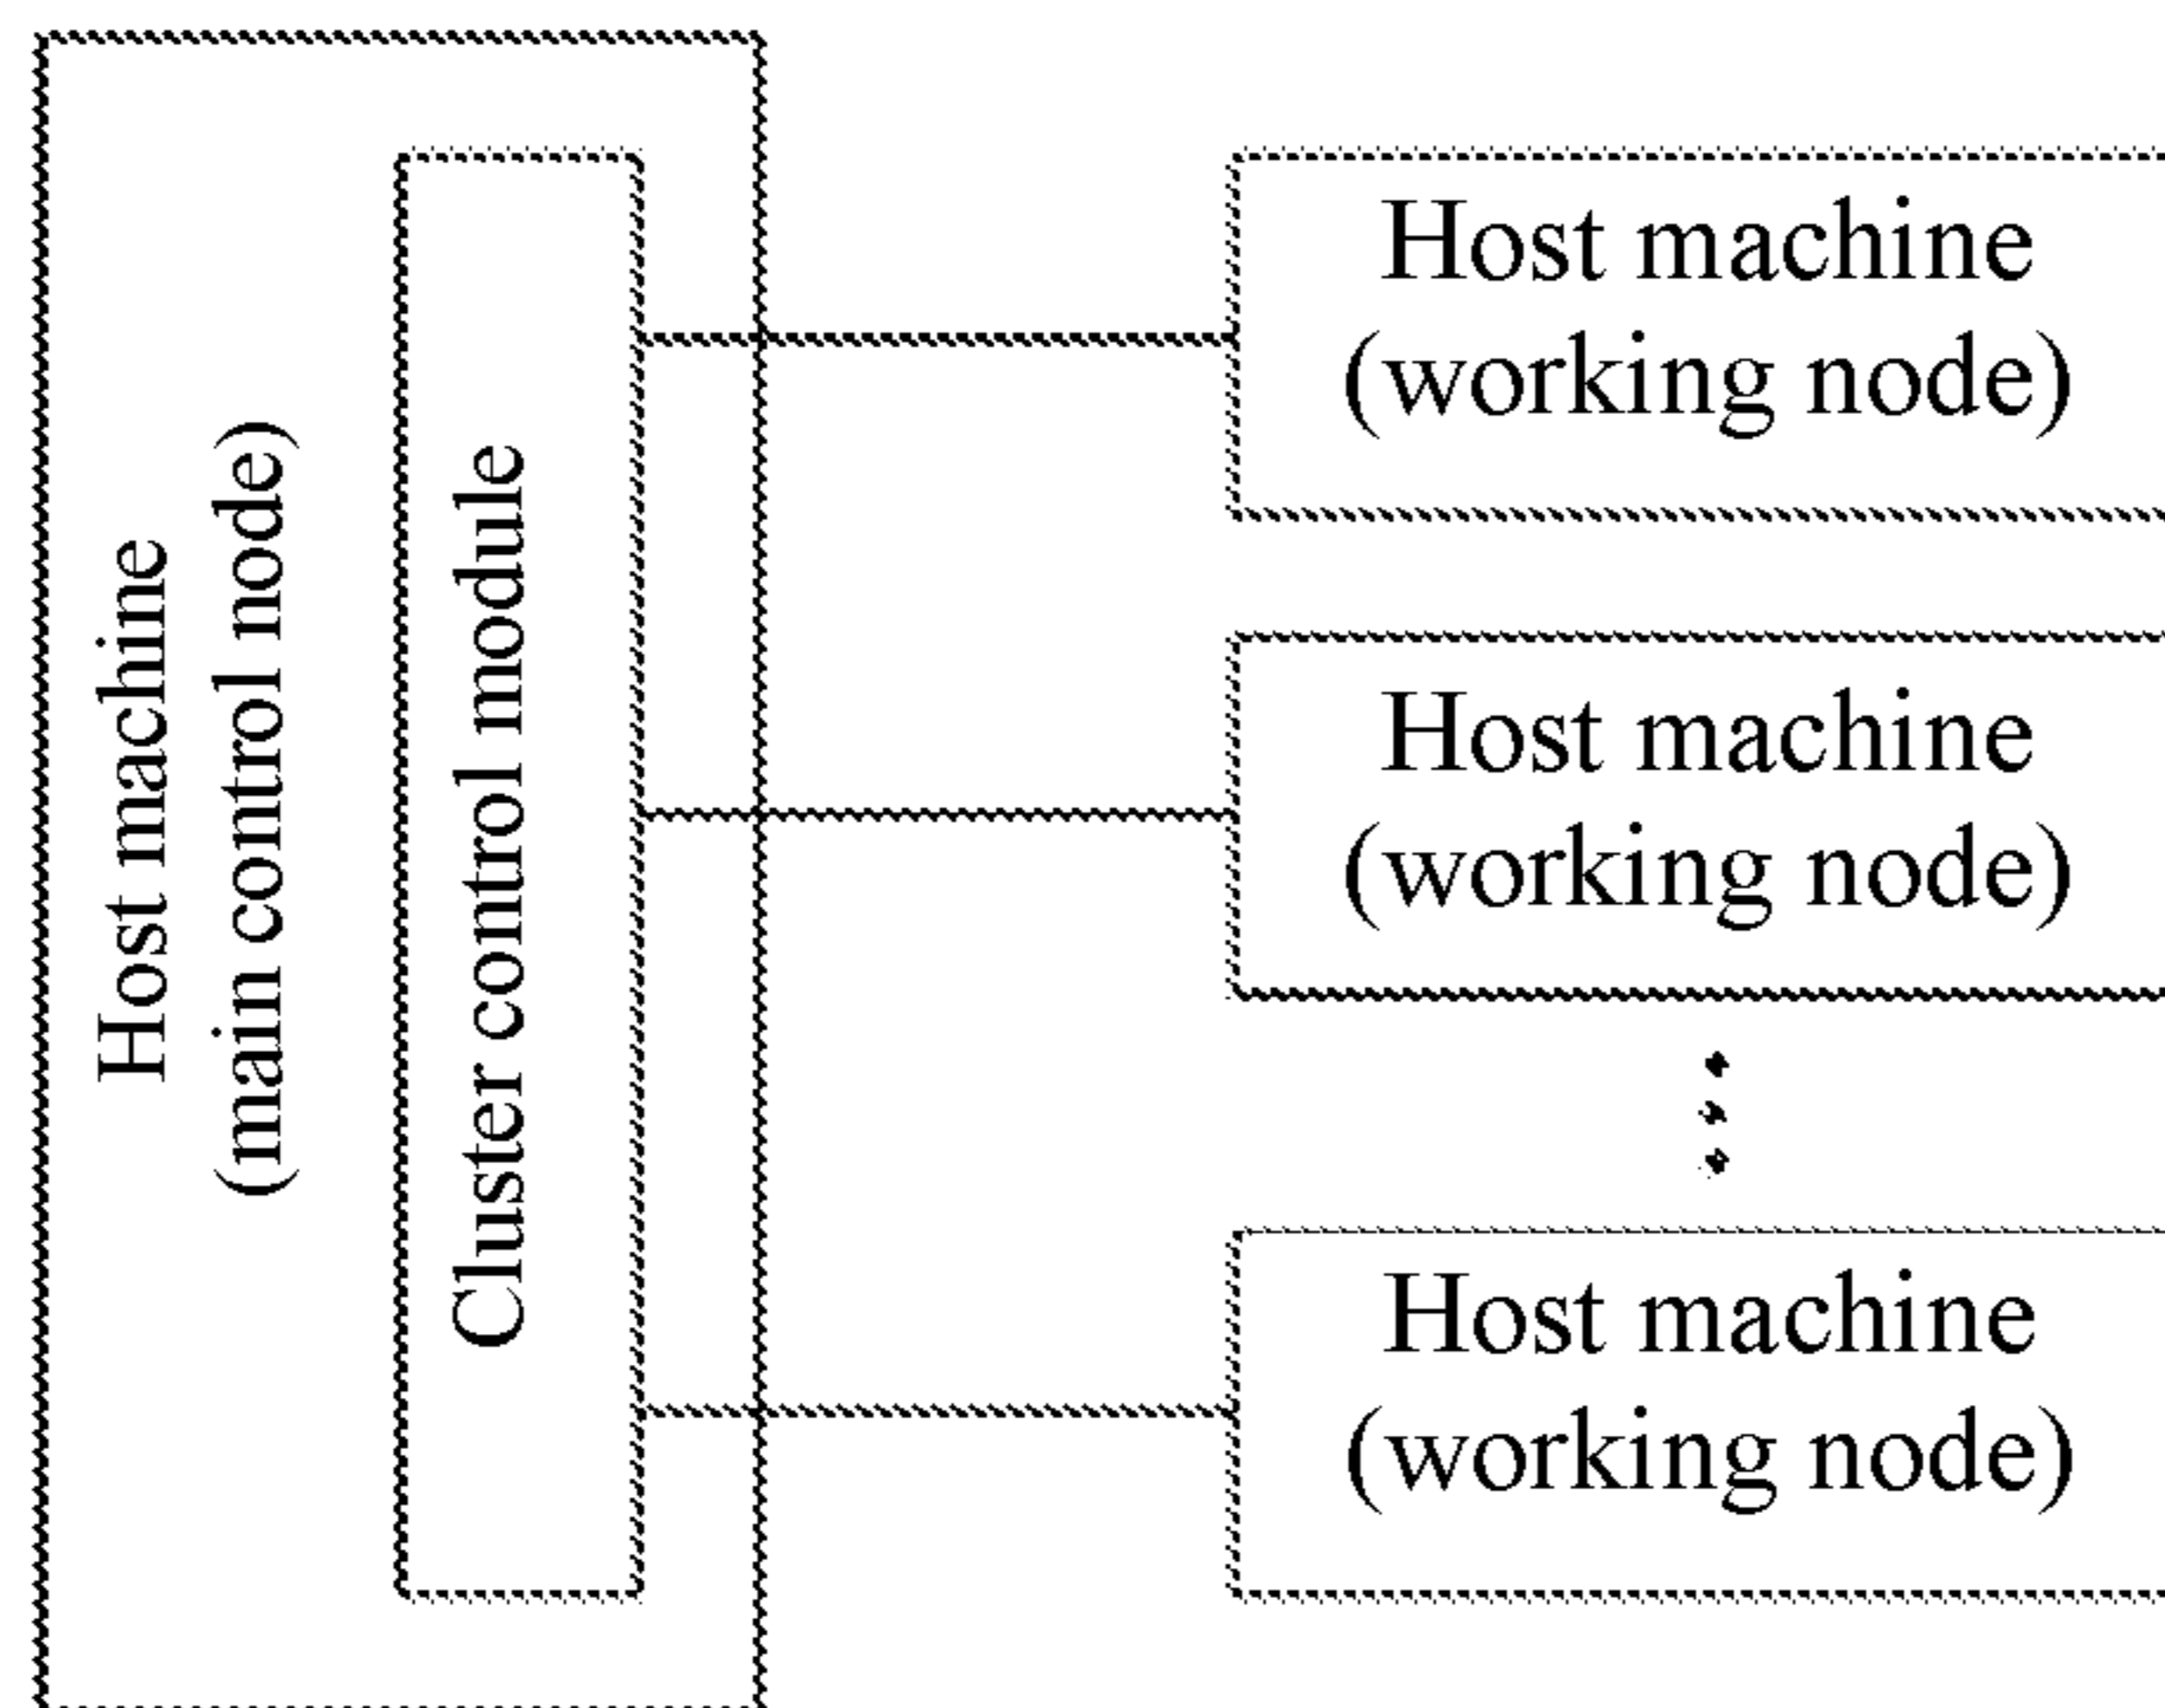 Host machine
(main control node)
Cluster control module
Host machine
(working node)
Host machine
(working node)
Host machine
(working node)